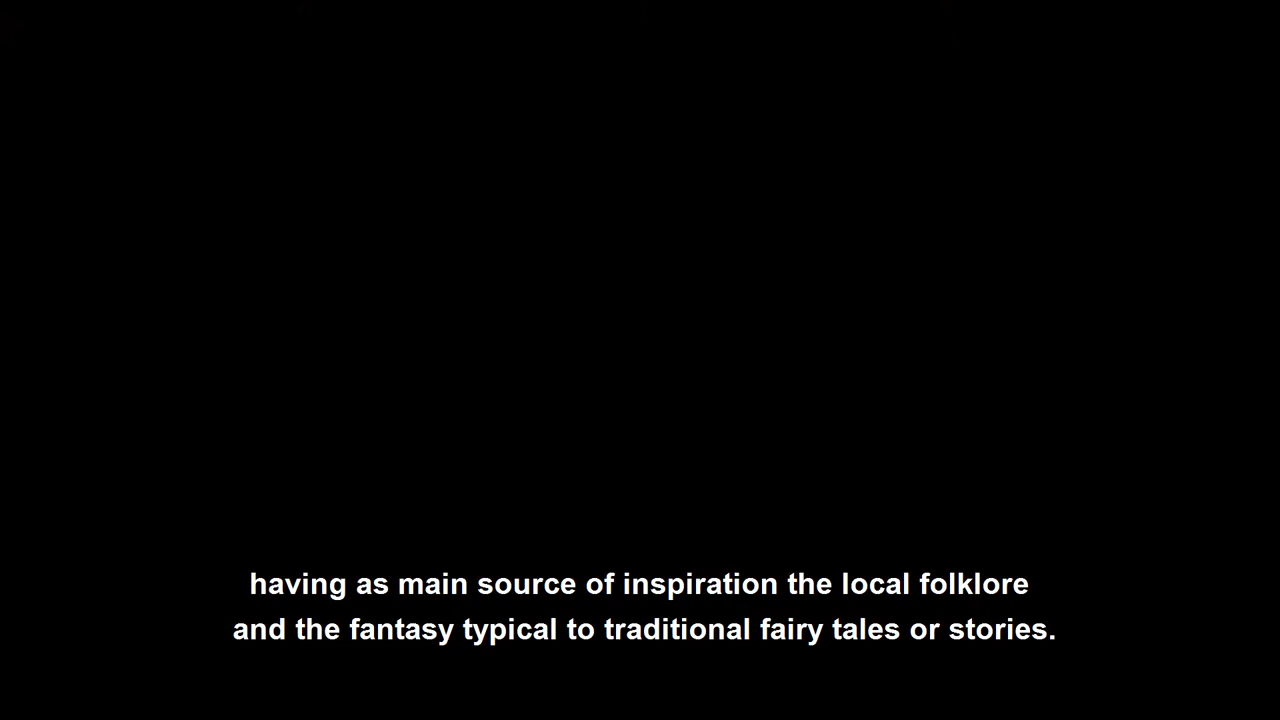 having as main source of inspiration the local folklore
and the fantasy typical to traditional fairy tales or stories.